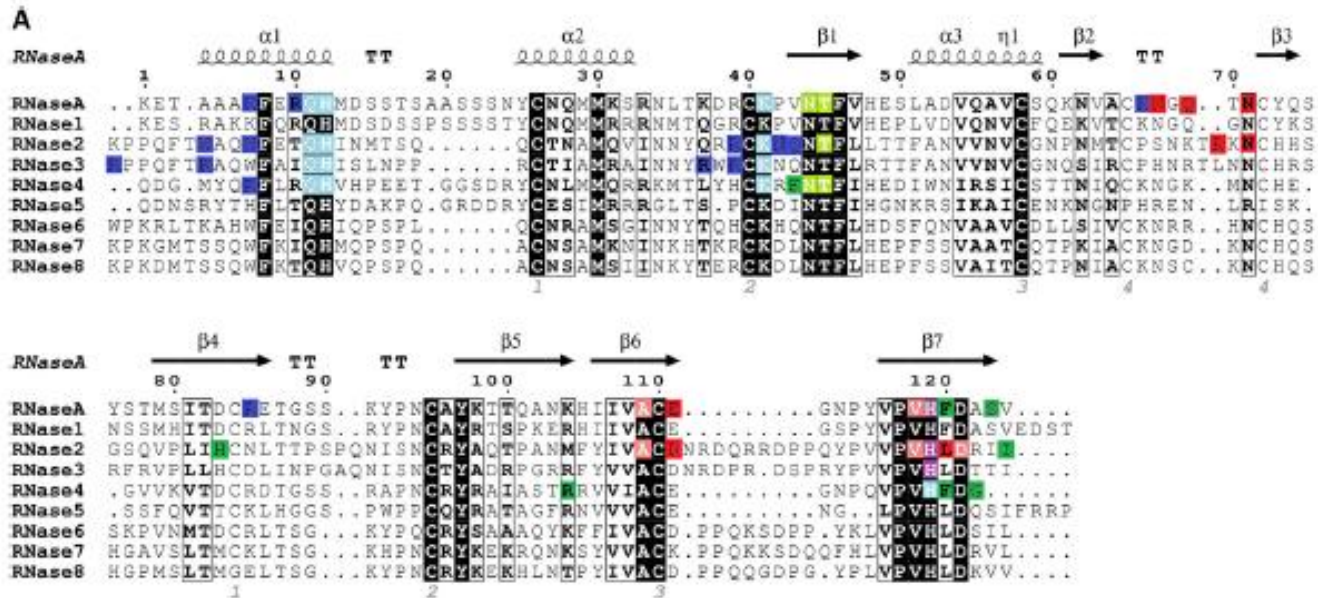 A
α1 α2 β1 α3 η1 β2 β3
RNaseA TT TT
1 10 20 30 40 50 60 70
RNaseA ..KET.AAAKFERQHMDSSTSAASSSNYCNQMMKSRNLTKDRCKPVNTFVHESLADVQAVCSQKNVACKNGQ..TNCYQS
RNase1 ..KES.RAKKFQRQHMDSDSSPSSSSTYCNQMMRRRNMTQGRCKPVNTFVHEPLVDVQNVCFQEKVTCKNGQ..GNCYKS
RNase2 KPPQFTWAQWFETQHINMTSQ......QCTNAMQVINNYQRRCKNQNTFLLTTFANVVNVCGNPNMTCPSNKTRKNCHHS
RNase3 RPPQFTRAQWFAIQHISLNPP......RCTIAMRAINNYRWRCKNQNTFLRTTFANVVNVCGNQSIRCPHNRTLNNCHRS
RNase4 ..QDG.MYQRFLRQHVHPEET.GGSDRYCNLMMQRRKMTLYHCKRFNTFIHEDIWNIRSICSTTNIQCKNGK..MNCHE.
RNase5 ..QDNSRYTHFLTQHYDAKPQ.GRDDRYCESIMRRRGLTS.PCKDINTFIHGNKRSIKAICENKNGNPHREN..LRISK.
RNase6 WPKRLTKAHWFEIQHIQPSPL......QCNRAMSGINNYTQHCKHQNTFLHDSFQNVAAVCDLLSIVCKNRR..HNCHQS
RNase7 KPKGMTSSQWFKIQHMQPSPQ......ACNSAMKNINKHTKRCKDLNTFLHEPFSSVAATCQTPKIACKNGD..KNCHQS
RNase8 KPKDMTSSQWFKTQHVQPSPQ......ACNSAMSIINKYTERCKDLNTFLHEPFSSVAITCQTPNIACKNSC..KNCHQS
1 2 3 4 4
β4 β5 β6 β7
RNaseA TT TT
80 90 100 110 120
RNaseA YSTMSITDCRETGSS..KYPNCAYKTTQANKHIIVACE.........GNPYVPVHFDASV....
RNase1 NSSMHITDCRLTNGS..RYPNCAYRTSPKERHIIVACE.........GSPYVPVHFDASVEDST
RNase2 GSQVPLIHCNLTTPSPQNISNCRYAQTPANMFYIVACDNRDQRRDPPQYPVVPVHLDRII....
RNase3 RFRVPLLHCDLINPGAQNISNCTYADRPGRRFYVVACDNRDPR.DSPRYPVVPVHLDTTI....
RNase4 .GVVKVTDCRDTGSS..RAPNCRYRAIASTRRVVIACE.........GNPQVPVHFDG......
RNase5 .SSFQVTTCKLHGGS..PWPPCQYRATAGFRNVVVACE.........NG.LPVHLDQSIFRRP
RNase6 SKPVNMTDCRLTSG...KYPQCRYSAAAQYKFFIVACD.PPQKSDPP.YKLVPVHLDSIL....
RNase7 HGAVSLTMCKLTSG...KHPNCRYKEKRQNKSYVVACK.PPQKKDSQQFHLVPVHLDRVL....
RNase8 HGPMSLTMGELTSG...KYPNCRYKEKHLNTPYIVACD.PPQQGDPG.YPLVPVHLDKVV....
1 2 3